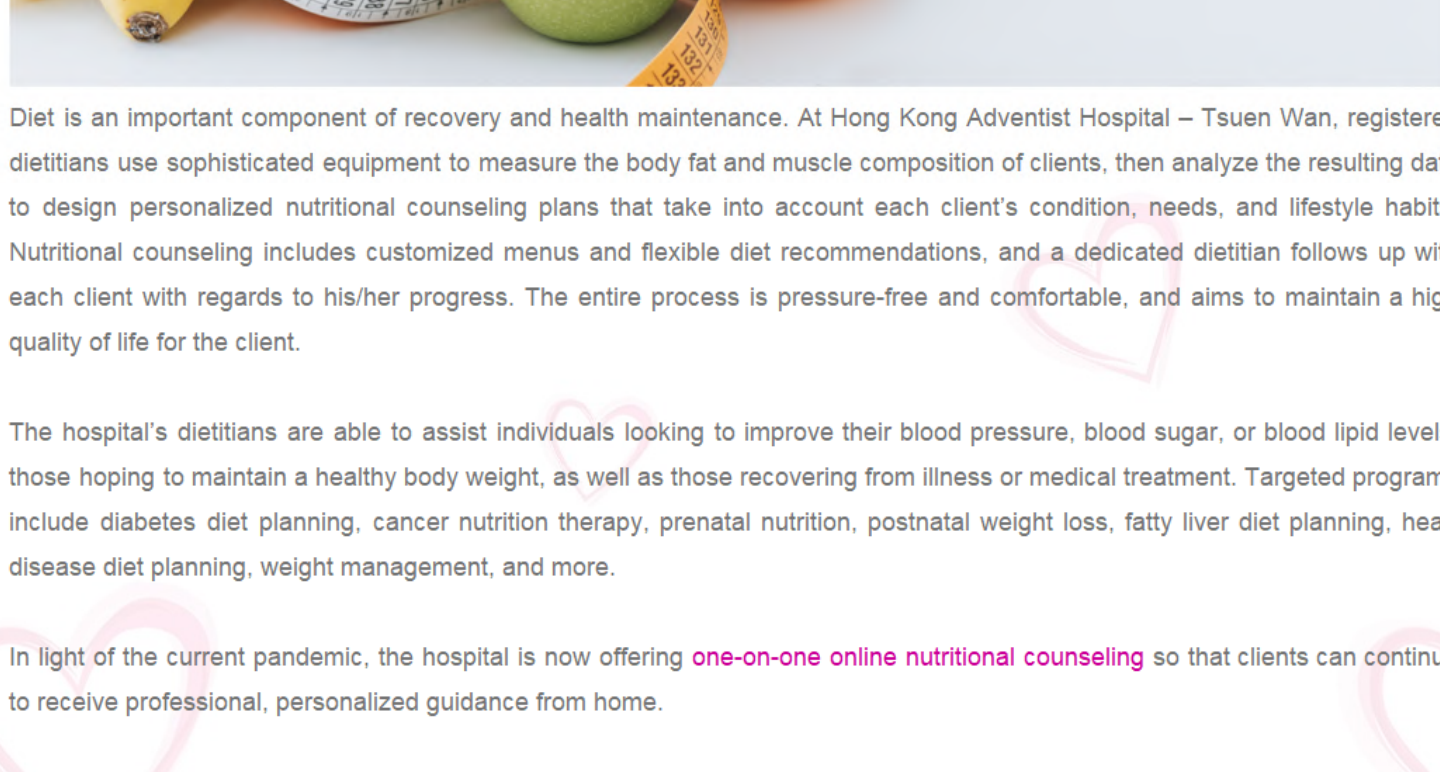 130
131
132
133
Diet is an important component of recovery and health maintenance. At Hong Kong Adventist Hospital – Tsuen Wan, registere
dietitians use sophisticated equipment to measure the body fat and muscle composition of clients, then analyze the resulting da
to design personalized nutritional counseling plans that take into account each client’s condition, needs, and lifestyle habit
Nutritional counseling includes customized menus and flexible diet recommendations, and a dedicated dietitian follows up wi
each client with regards to his/her progress. The entire process is pressure-free and comfortable, and aims to maintain a hig
quality of life for the client.
The hospital’s dietitians are able to assist individuals looking to improve their blood pressure, blood sugar, or blood lipid level
those hoping to maintain a healthy body weight, as well as those recovering from illness or medical treatment. Targeted program
include diabetes diet planning, cancer nutrition therapy, prenatal nutrition, postnatal weight loss, fatty liver diet planning, hea
disease diet planning, weight management, and more.
In light of the current pandemic, the hospital is now offering one-on-one online nutritional counseling so that clients can continu
to receive professional, personalized guidance from home.